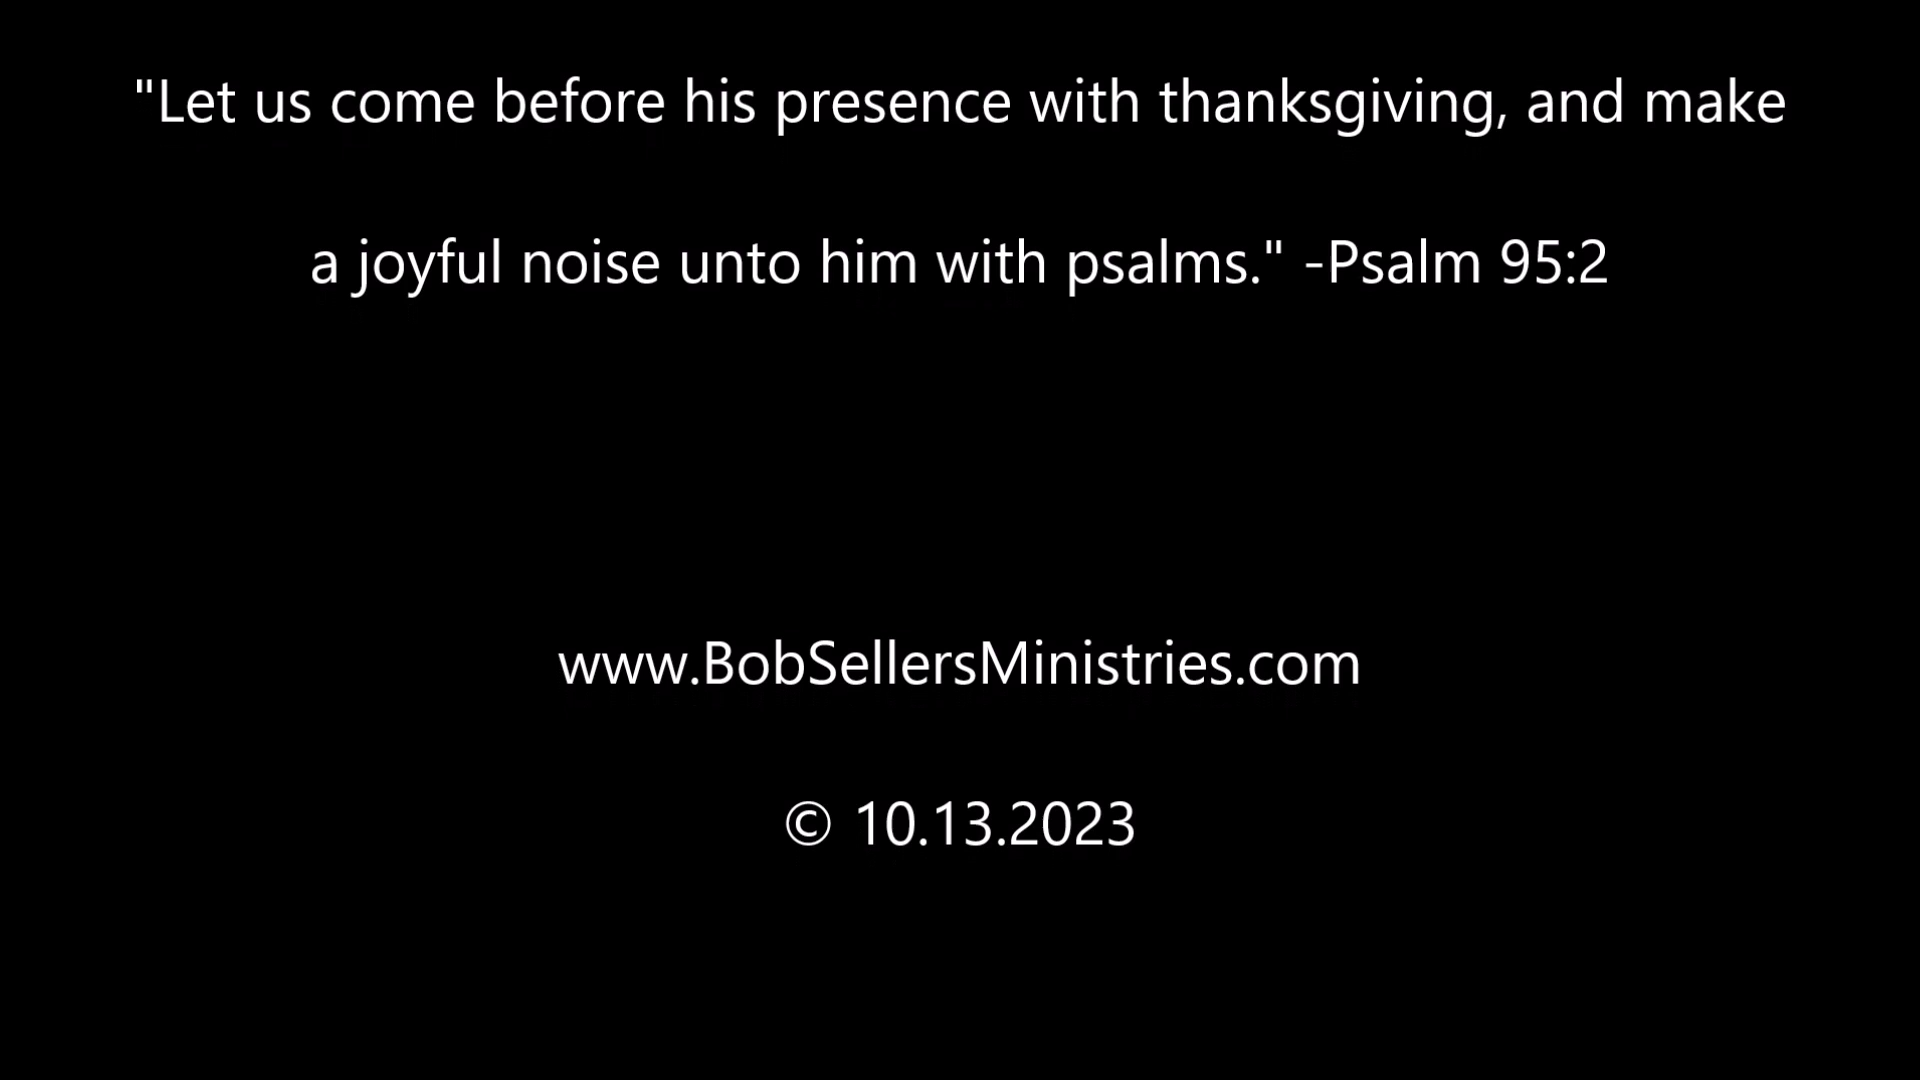 "Let us come before his presence with thanksgiving, and make
a joyful noise unto him with psalms." -Psalm 95:2
www.BobSellersMinistries.com
© 10.13.2023